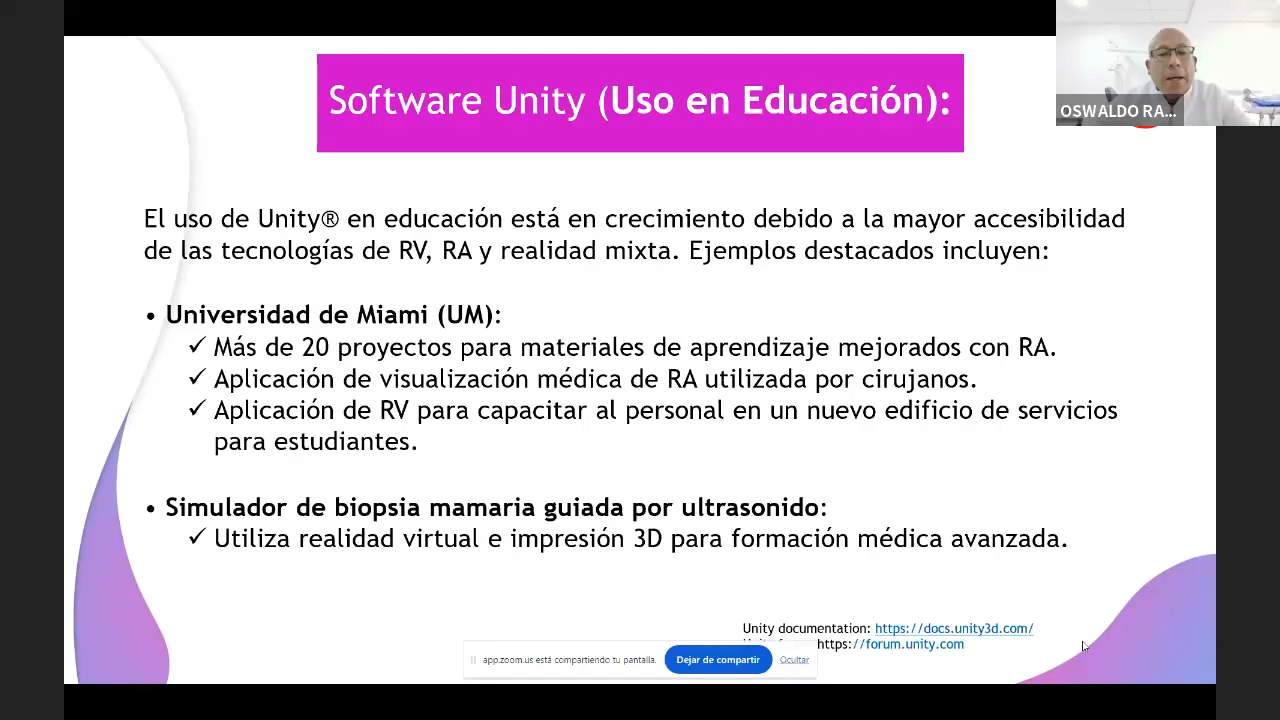 Software Unity (Uso en Educación):
OSWALDO RA...
El uso de Unity® en educación está en crecimiento debido a la mayor accesibilidad
de las tecnologías de RV, RA y realidad mixta. Ejemplos destacados incluyen:
• Universidad de Miami (UM):
✓ Más de 20 proyectos para materiales de aprendizaje mejorados con RA.
✓ Aplicación de visualización médica de RA utilizada por cirujanos.
✓ Aplicación de RV para capacitar al personal en un nuevo edificio de servicios
para estudiantes.
• Simulador de biopsia mamaria guiada por ultrasonido:
✓ Utiliza realidad virtual e impresión 3D para formación médica avanzada.
Unity documentation: https://docs.unity3d.com/
https://forum.unity.com
app.zoom.us está compartiendo tu pantalla.
Dejar de compartir
Ocultar